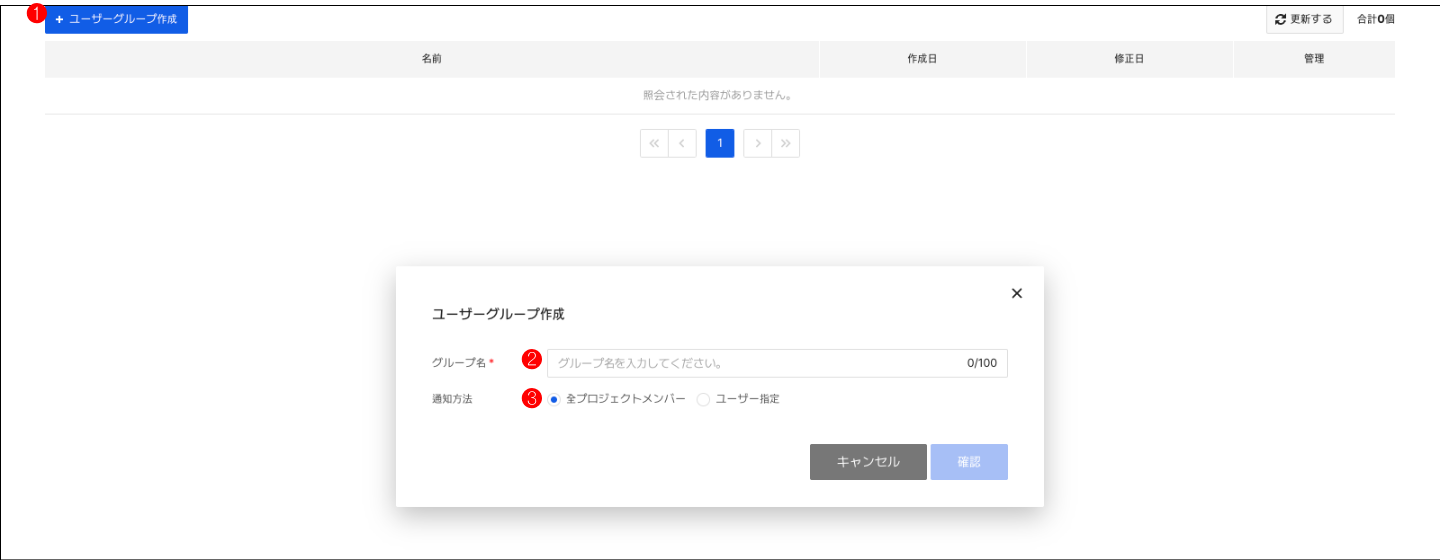 ❶ + ユーザーグループ作成 更新する 合計0個
名前 作成日 修正日 管理
照会された内容がありません。
« < 1 > »
×
ユーザーグループ作成
グループ名* ❷ グループ名を入力してください。 0/100
通知方法 ❸ 全プロジェクトメンバー ユーザー指定
キャンセル 確認